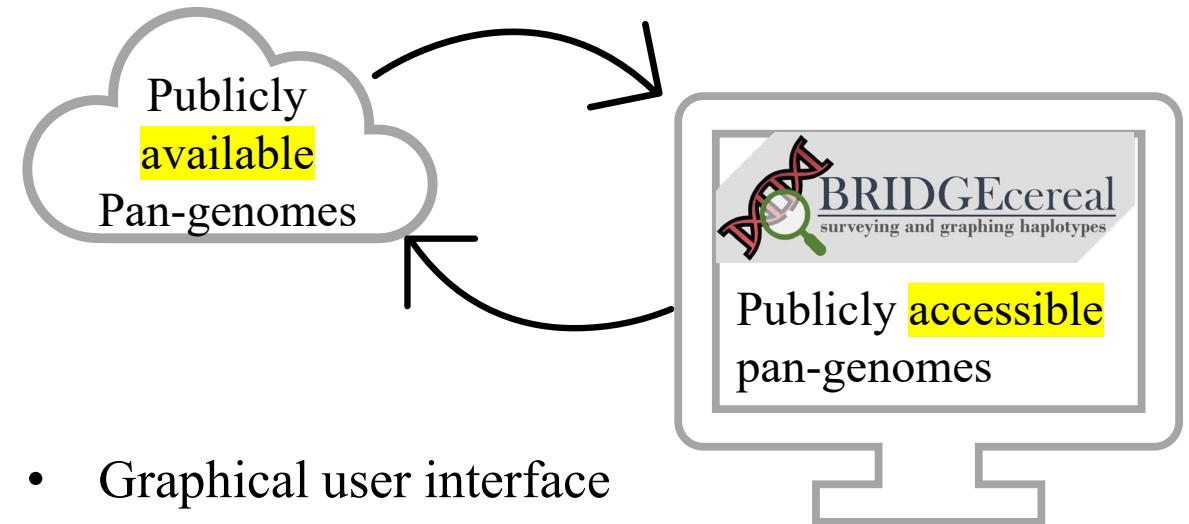 Publicly
available
Pan-genomes
BRIDGEcereal
surveying and graphing haplotypes
Publicly accessible
pan-genomes
• Graphical user interface